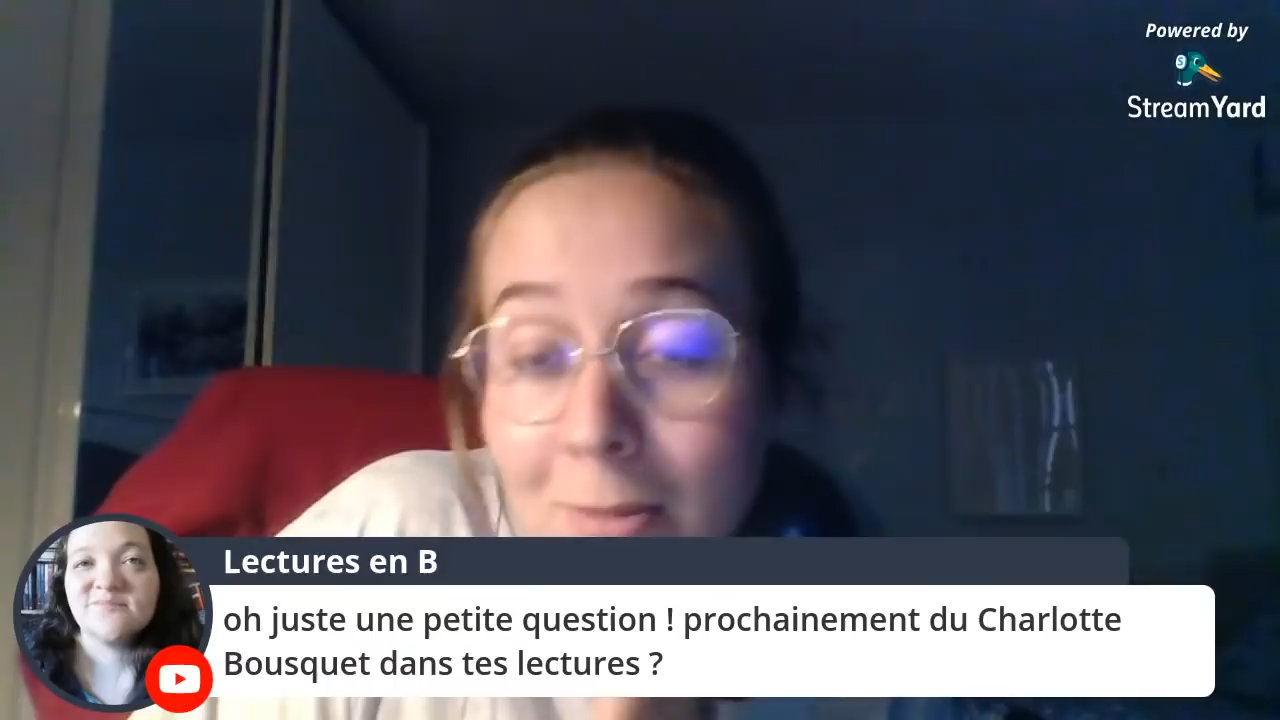 Powered by
StreamYard
Lectures en B
oh juste une petite question ! prochainement du Charlotte
Bousquet dans tes lectures ?